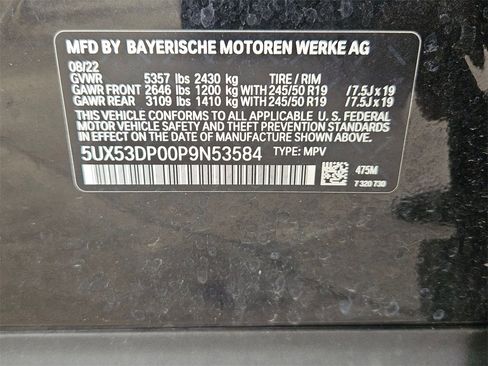 MFD BY BAYERISCHE MOTOREN WERKE AG
08/22
GVWR 5357 lbs 2430 kg TIRE / RIM
GAWR FRONT 2646 lbs 1200 kg WITH 245/50 R19 /7.5J x 19
GAWR REAR 3109 lbs 1410 kg WITH 245/50 R19 /7.5J x 19
THIS VEHICLE CONFORMS TO ALL APPLICABLE U. S. FEDERAL
MOTOR VEHICLE SAFETY AND THEFT PREVENTION STANDARDS
IN EFFECT ON THE DATE OF MANUFACTURE SHOWN ABOVE.
5UX53DP00P9N53584 TYPE: MPV
475M
7 320 730